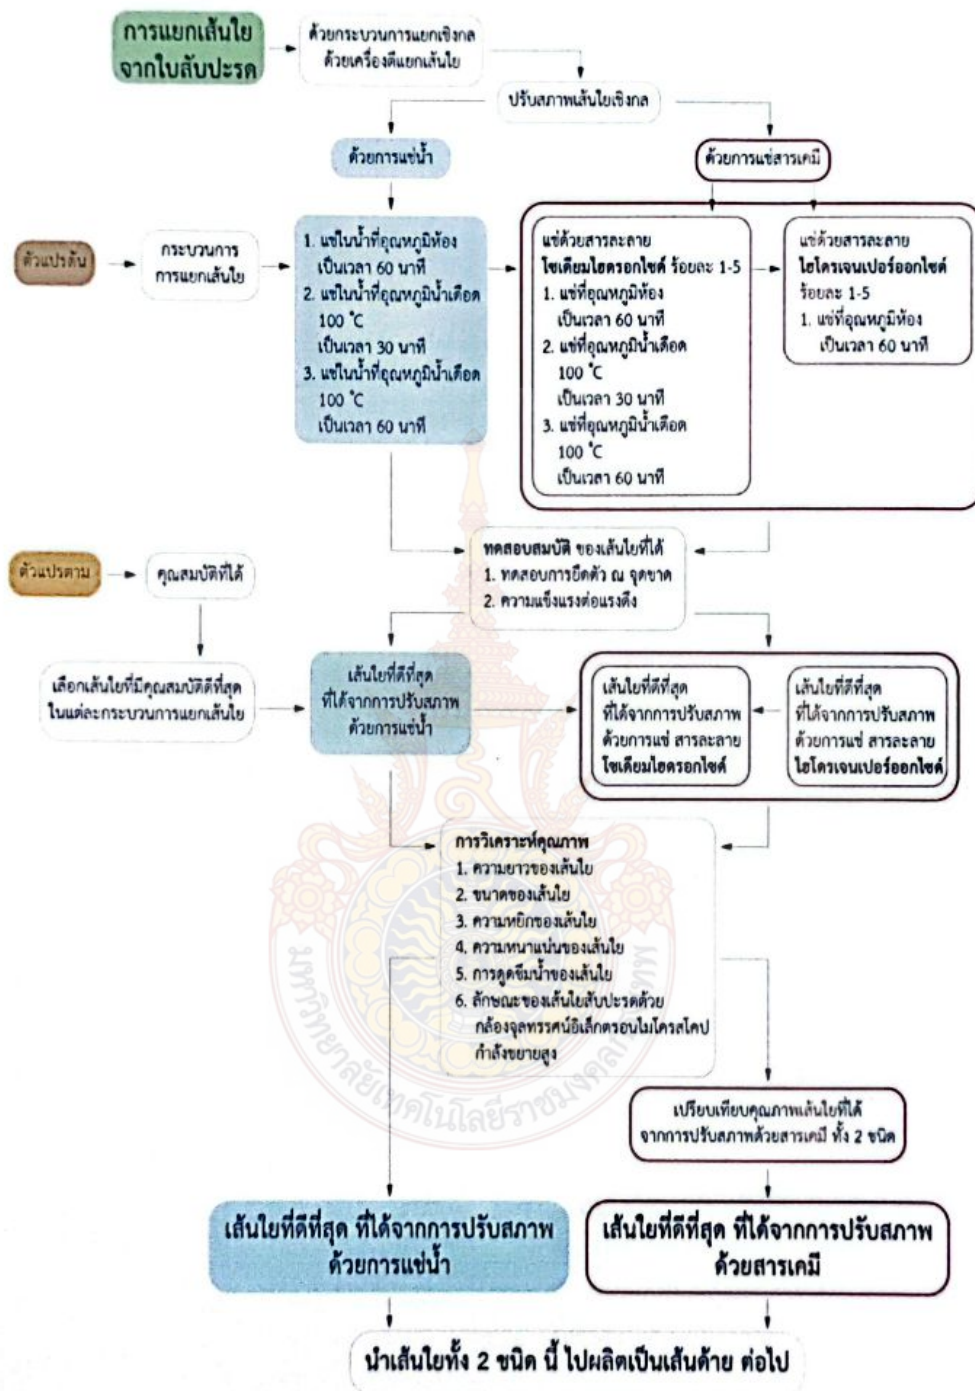 การแยกเส้นใย
จากใบสับปะรด
ด้วยกระบวนการแยกเชิงกล
ด้วยเครื่องตีแยกเส้นใย
ปรับสภาพเส้นใยเชิงกล
ด้วยการแช่น้ำ
ด้วยการแช่สารเคมี
ตัวแปรต้น
กระบวนการ
การแยกเส้นใย
1. แช่ในน้ำที่อุณหภูมิห้อง
เป็นเวลา 60 นาที
2. แช่ในน้ำที่อุณหภูมิน้ำเดือด
100 °C
เป็นเวลา 30 นาที
3. แช่ในน้ำที่อุณหภูมิน้ำเดือด
100 °C
เป็นเวลา 60 นาที
แช่ด้วยสารละลาย
โซเดียมไฮดรอกไซด์ ร้อยละ 1-5
1. แช่ที่อุณหภูมิห้อง
เป็นเวลา 60 นาที
2. แช่ที่อุณหภูมิน้ำเดือด
100 °C
เป็นเวลา 30 นาที
3. แช่ที่อุณหภูมิน้ำเดือด
100 °C
เป็นเวลา 60 นาที
แช่ด้วยสารละลาย
ไฮโดรเจนเปอร์ออกไซด์
ร้อยละ 1-5
1. แช่ที่อุณหภูมิห้อง
เป็นเวลา 60 นาที
ทดสอบสมบัติ ของเส้นใยที่ได้
1. ทดสอบการยืดตัว ณ จุดขาด
2. ความแข็งแรงต่อแรงดึง
ตัวแปรตาม
คุณสมบัติที่ได้
เลือกเส้นใยที่มีคุณสมบัติดีที่สุด
ในแต่ละกระบวนการแยกเส้นใย
เส้นใยที่ดีที่สุด
ที่ได้จากการปรับสภาพ
ด้วยการแช่น้ำ
เส้นใยที่ดีที่สุด
ที่ได้จากการปรับสภาพ
ด้วยการแช่ สารละลาย
โซเดียมไฮดรอกไซด์
เส้นใยที่ดีที่สุด
ที่ได้จากการปรับสภาพ
ด้วยการแช่ สารละลาย
ไฮโดรเจนเปอร์ออกไซด์
การวิเคราะห์คุณภาพ
1. ความยาวของเส้นใย
2. ขนาดของเส้นใย
3. ความหยิกของเส้นใย
4. ความหนาแน่นของเส้นใย
5. การดูดซึมน้ำของเส้นใย
6. ลักษณะของเส้นใยสับปะรดด้วย
กล้องจุลทรรศน์อิเล็กตรอนไมโครสโคป
กำลังขยายสูง
มหาวิทยาลัยเทคโนโลยีราชมงคลกรุงเทพ
เปรียบเทียบคุณภาพเส้นใยที่ได้
จากการปรับสภาพด้วยสารเคมี ทั้ง 2 ชนิด
เส้นใยที่ดีที่สุด ที่ได้จากการปรับสภาพ
ด้วยการแช่น้ำ
เส้นใยที่ดีที่สุด ที่ได้จากการปรับสภาพ
ด้วยสารเคมี
นำเส้นใยทั้ง 2 ชนิด นี้ ไปผลิตเป็นเส้นด้าย ต่อไป